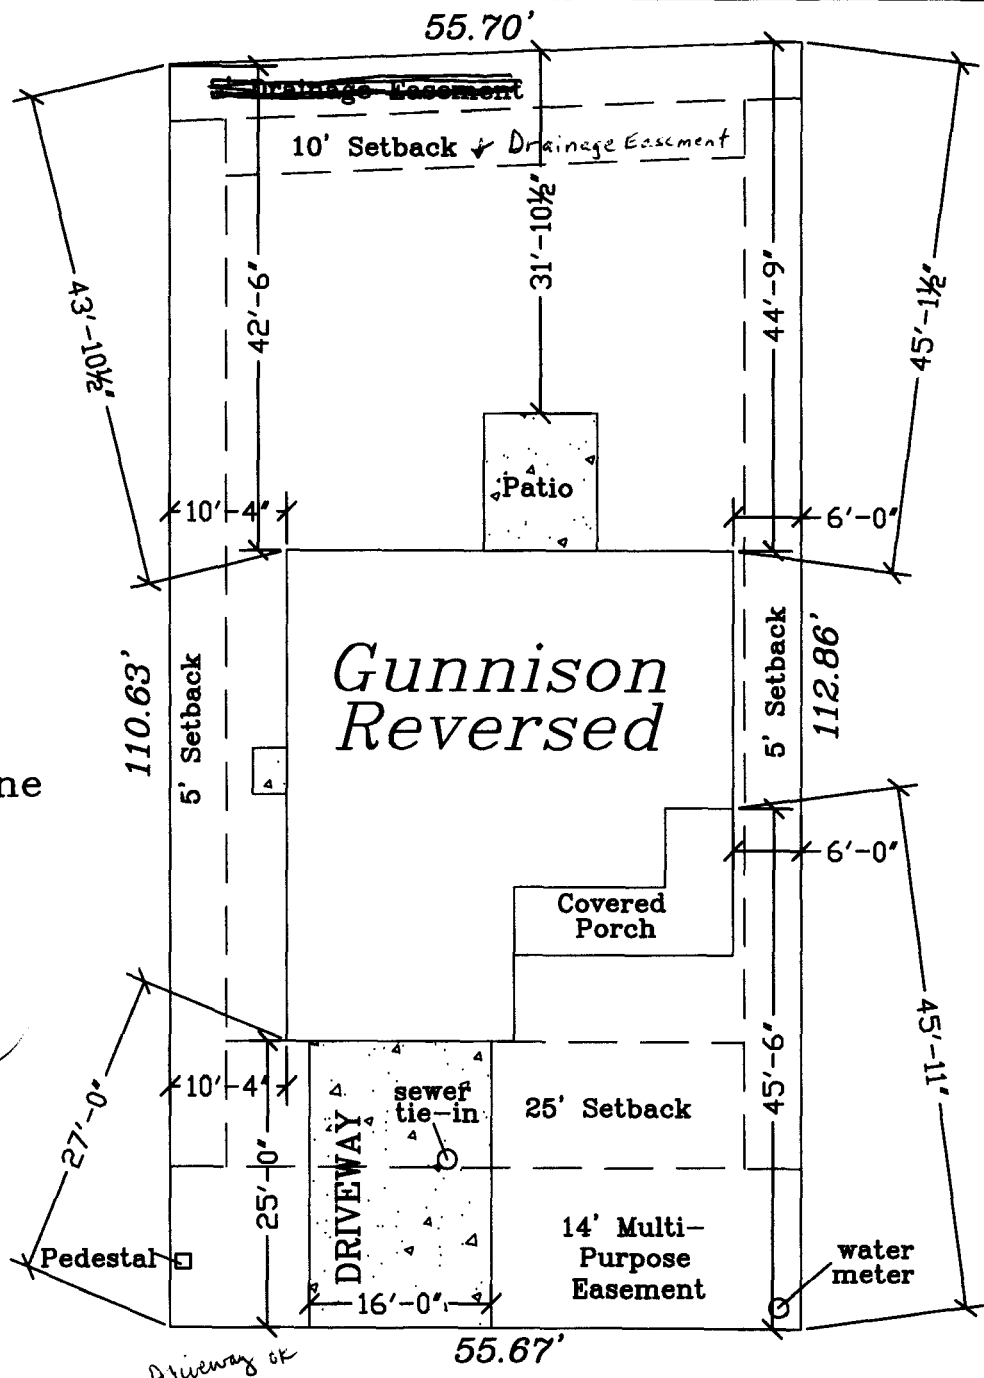 55.70'
Drainage Easement
10' Setback & Drainage Easement
43'-10½"
42'-6"
31'-10½"
44'-9"
45'-1½"
Patio
10'-4"
6'-0"
Gunnison
Reversed
110.63'
5' Setback
5' Setback
112.86'
ne
6'-0"
Covered
Porch
27'-0"
10'-4"
25'-0"
DRIVEWAY
sewer
tie-in
25' Setback
45'-6"
45'-11"
Pedestal
16'-0"
14' Multi-
Purpose
Easement
water
meter
55.67'
Driveway ok